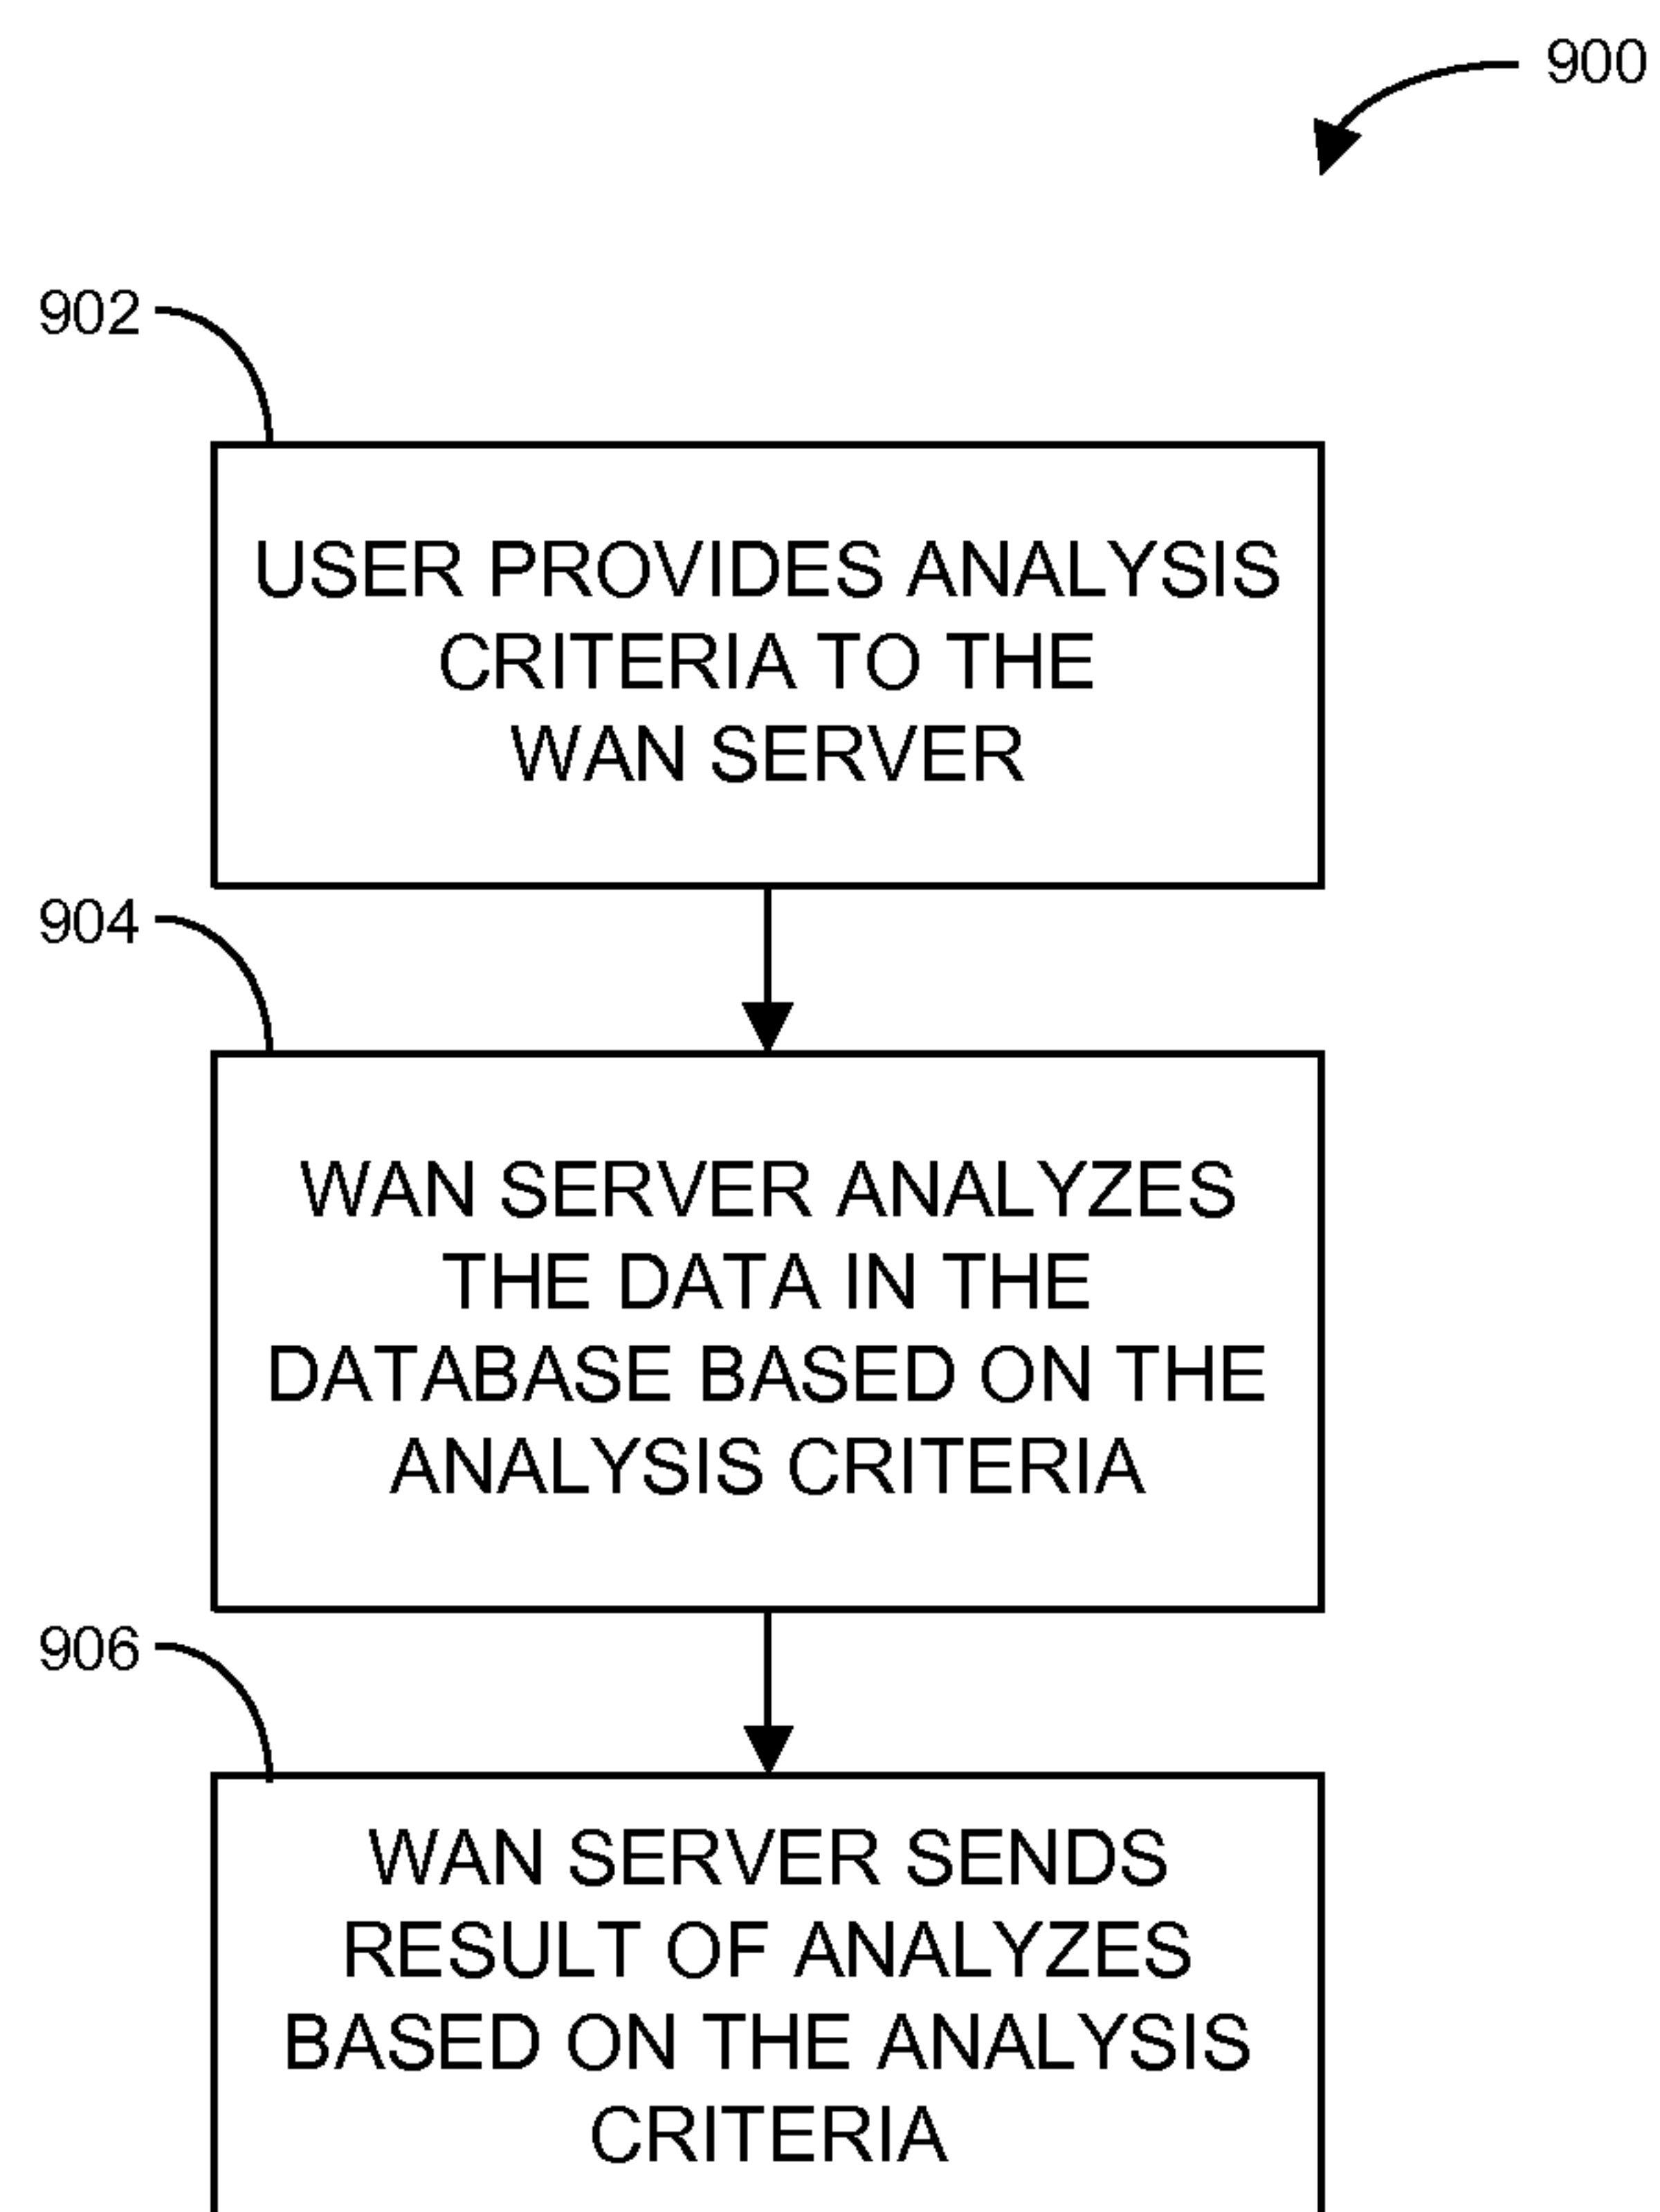 900
902
USER PROVIDES ANALYSIS
CRITERIA TO THE
WAN SERVER
904
WAN SERVER ANALYZES
THE DATA IN THE
DATABASE BASED ON THE
ANALYSIS CRITERIA
906
WAN SERVER SENDS
RESULT OF ANALYZES
BASED ON THE ANALYSIS
CRITERIA